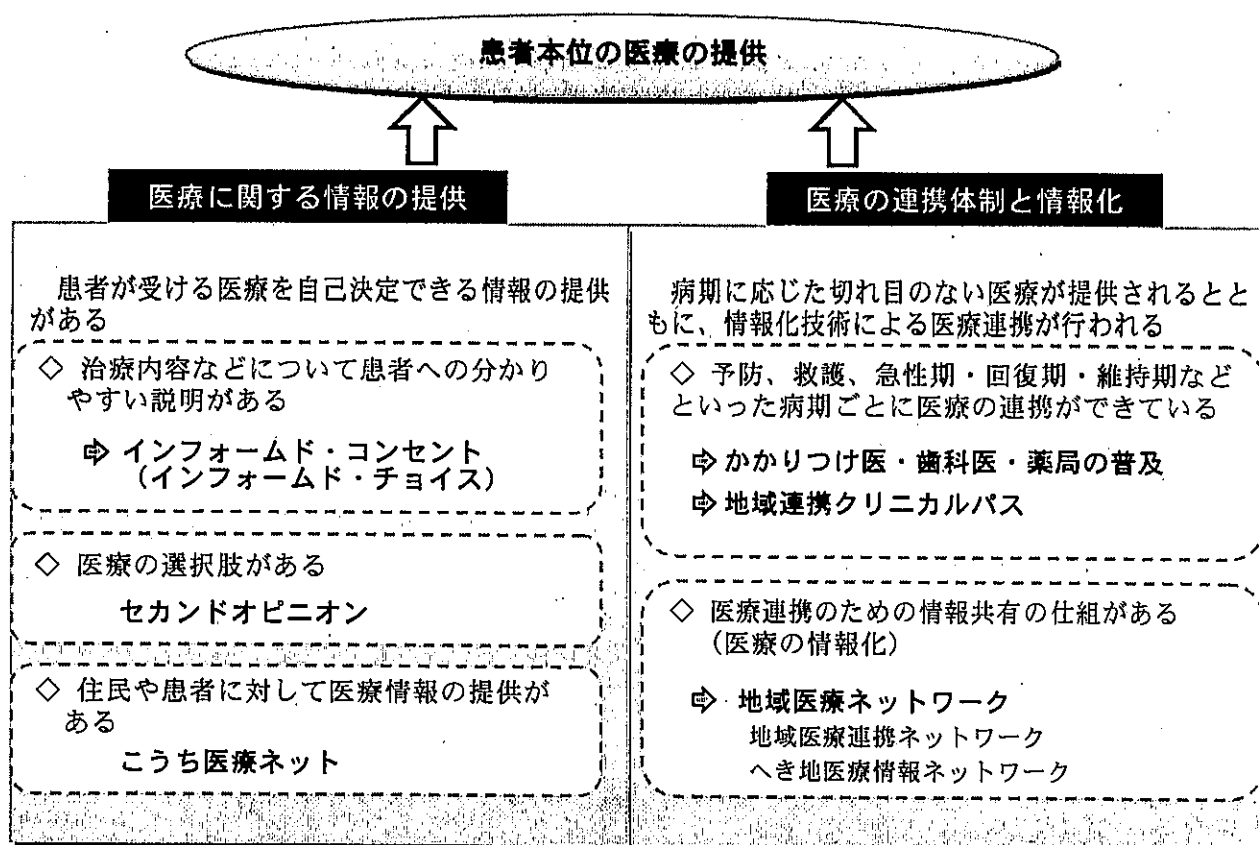 患者本位の医療の提供
医療に関する情報の提供
患者が受ける医療を自己決定できる情報の提供
がある
◇ 治療内容などについて患者への分かり
やすい説明がある
⇨ インフォームド・コンセント
（インフォームド・チョイス）
◇ 医療の選択肢がある
セカンドオピニオン
◇ 住民や患者に対して医療情報の提供が
ある
こうち医療ネット
医療の連携体制と情報化
病期に応じた切れ目のない医療が提供されるとと
もに、情報化技術による医療連携が行われる
◇ 予防、救護、急性期・回復期・維持期など
といった病期ごとに医療の連携ができている
⇨ かかりつけ医・歯科医・薬局の普及
⇨ 地域連携クリニカルパス
◇ 医療連携のための情報共有の仕組がある
（医療の情報化）
⇨ 地域医療ネットワーク
地域医療連携ネットワーク
へき地医療情報ネットワーク